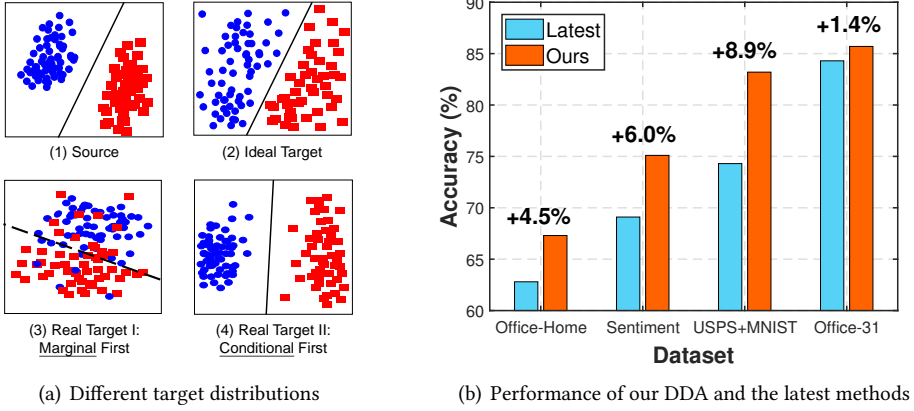 (1) Source
(2) Ideal Target
(3) Real Target I:
Marginal First
(4) Real Target II:
Conditional First
(a) Different target distributions
90
85
80
75
70
65
60
Accuracy (%)
Latest
Ours
+4.5%
+6.0%
+8.9%
+1.4%
Office-Home
Sentiment
USPS+MNIST
Office-31
Dataset
(b) Performance of our DDA and the latest methods